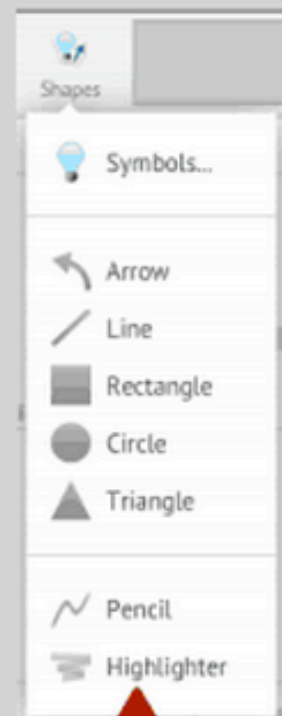 Shapes
Symbols...
Arrow
Line
Rectangle
Circle
Triangle
Pencil
Highlighter